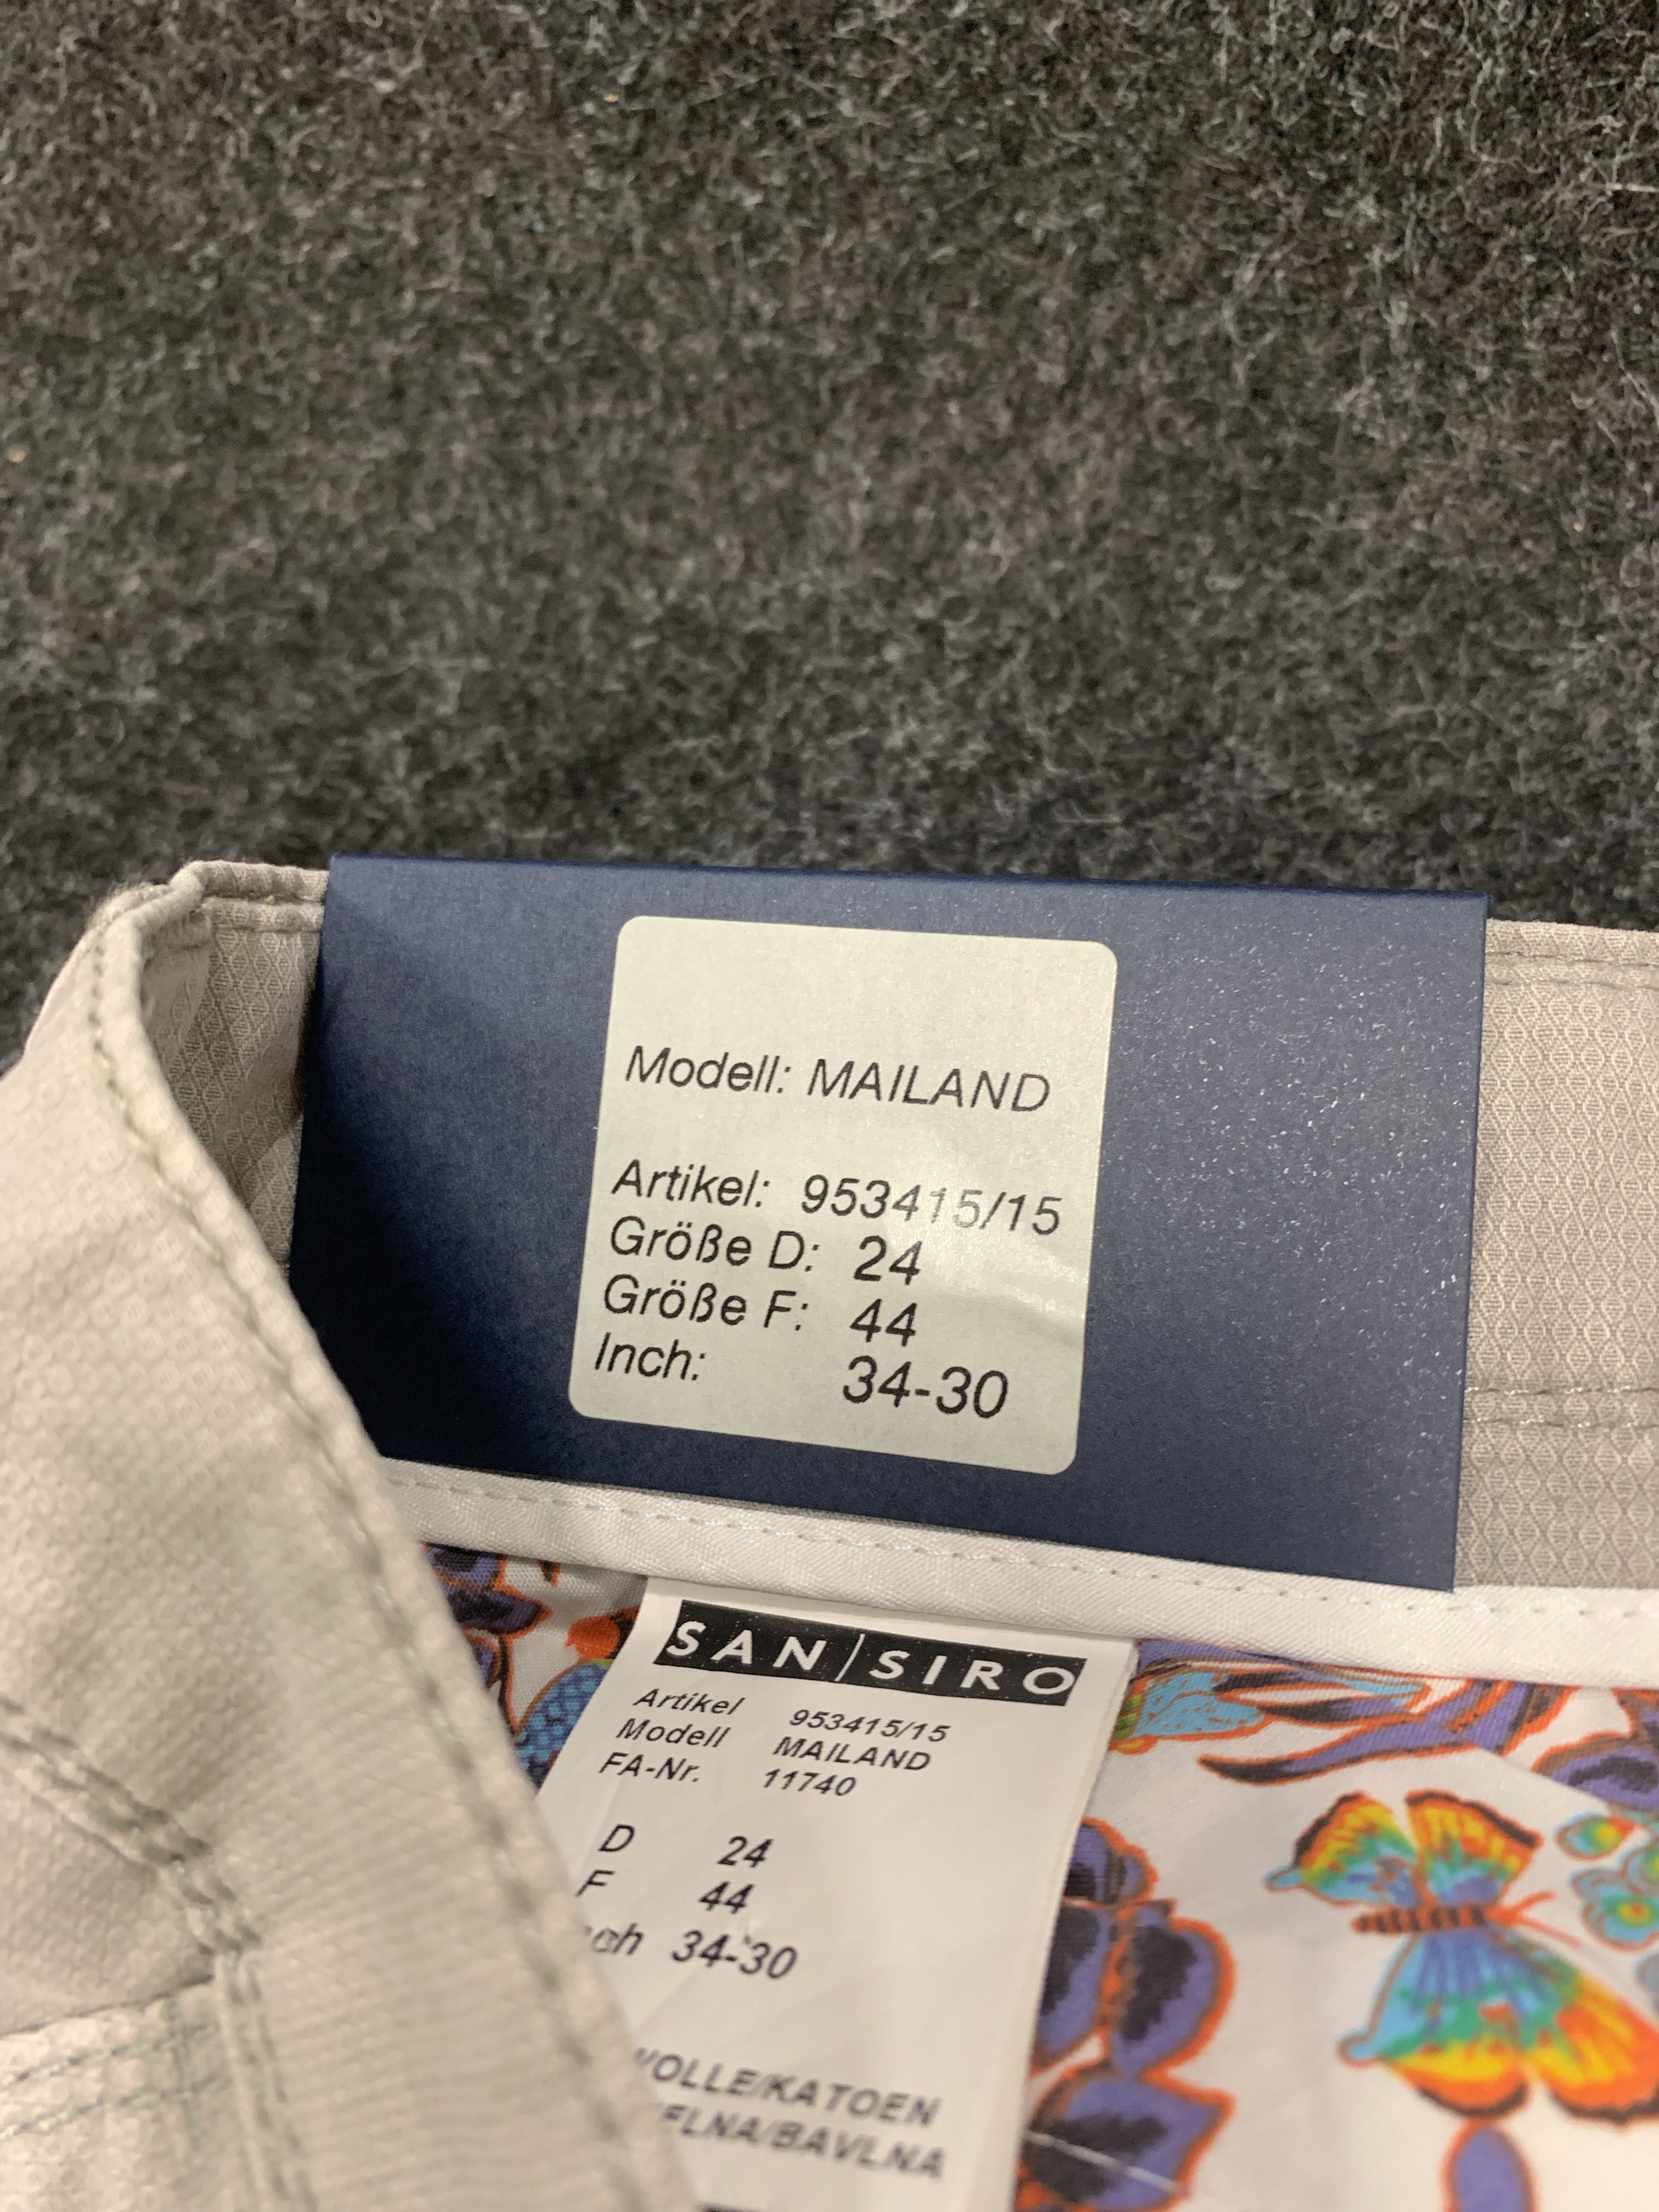 Modell: MAILAND
Artikel: 953415/15
Größe D: 24
Größe F: 44
Inch: 34-30
SAN|SIRO
Artikel 953415/15
Modell MAILAND
FA-Nr. 11740
D 24
F 44
34-30
KATOEN
BAVLNA